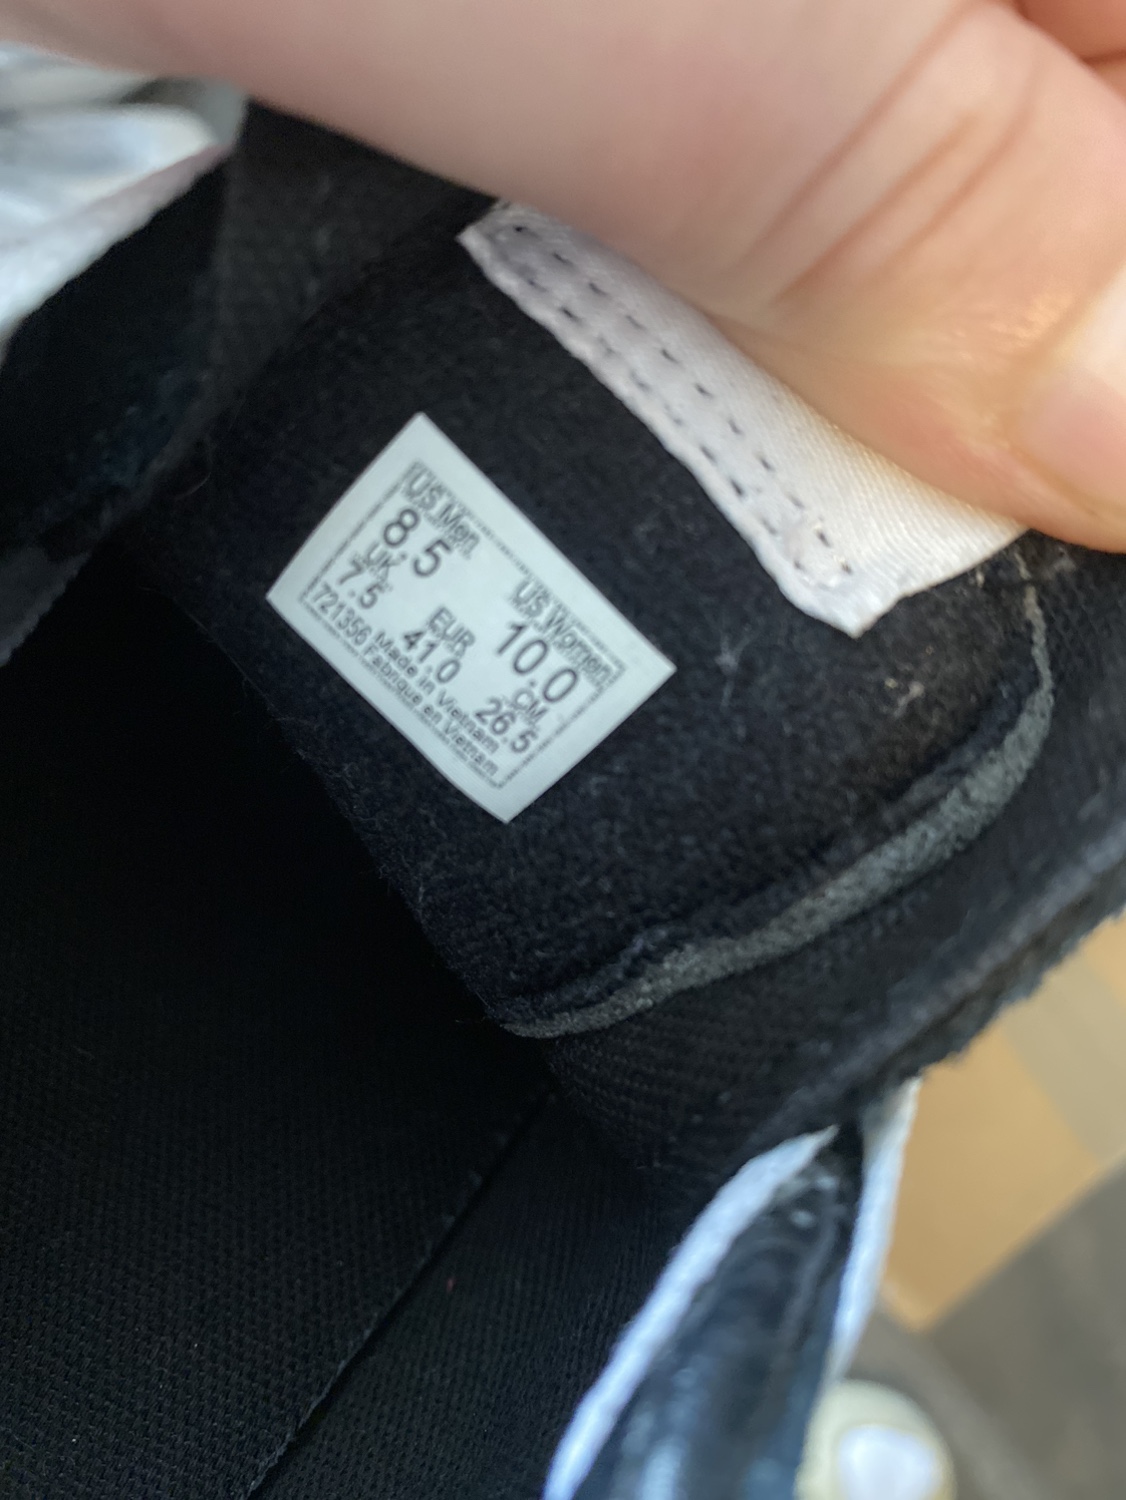 US Men
8.5
US Women
10.0
UK
7.5
EUR
41.0
CM
26.5
721356 Made in Vietnam
Fabriqué en Vietnam